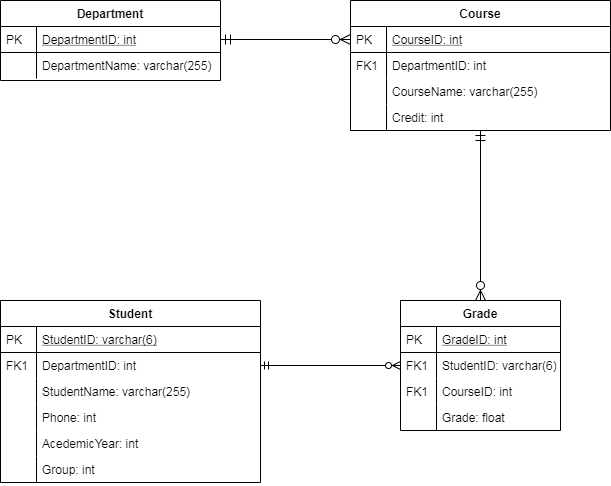 Department
PK DepartmentID: int
DepartmentName: varchar(255)
Course
PK CourseID: int
FK1 DepartmentID: int
CourseName: varchar(255)
Credit: int
Student
PK StudentID: varchar(6)
FK1 DepartmentID: int
StudentName: varchar(255)
Phone: int
AcedemicYear: int
Group: int
Grade
PK GradeID: int
FK1 StudentID: varchar(6)
FK1 CourseID: int
Grade: float